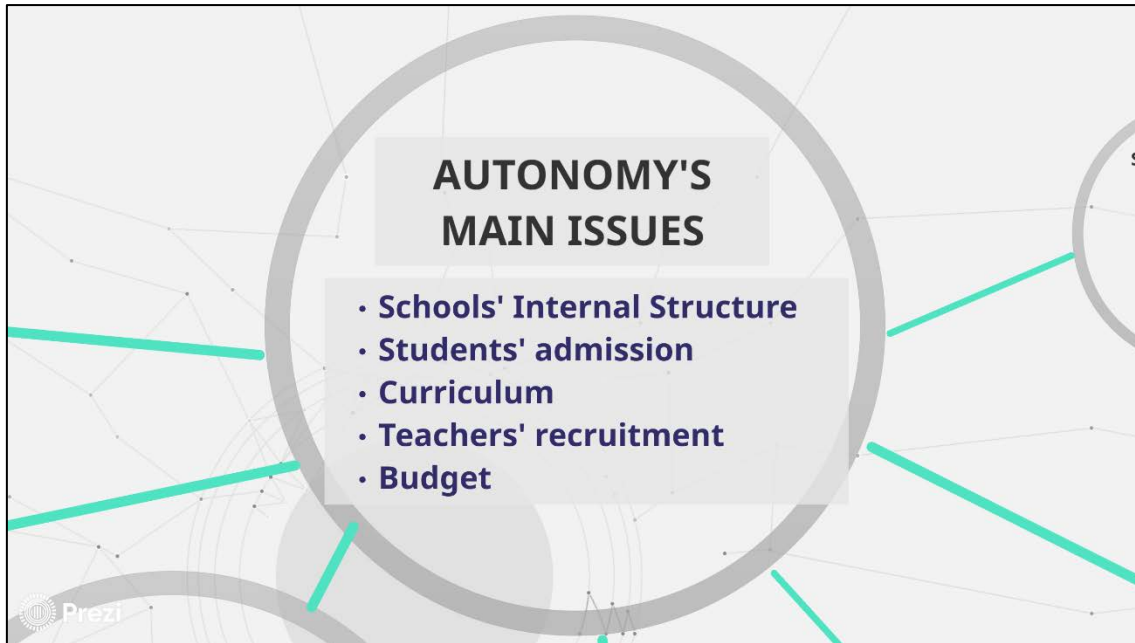 AUTONOMY'S
MAIN ISSUES
• Schools' Internal Structure
• Students' admission
• Curriculum
• Teachers' recruitment
• Budget
Prezi